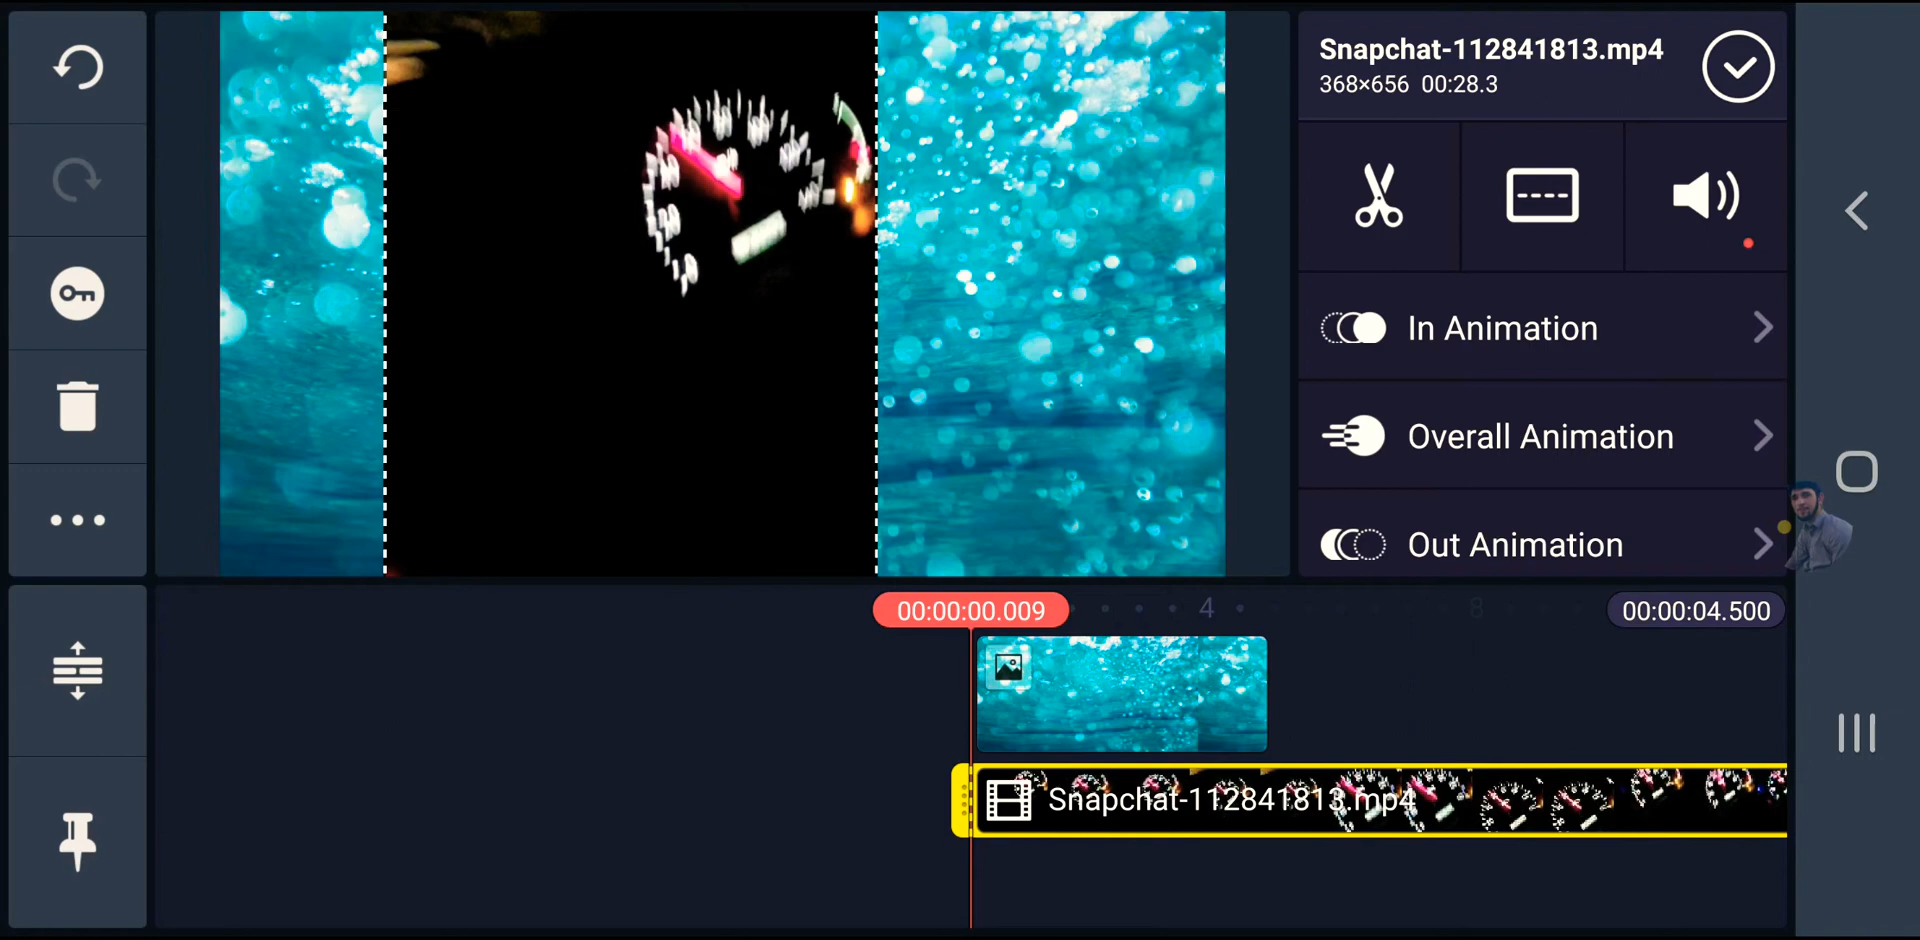 Snapchat-112841813.mp4
368×656 00:28.3
In Animation
Overall Animation
Out Animation
00:00:00.009
4
8
00:00:04.500
Snapchat-112841813.mp4